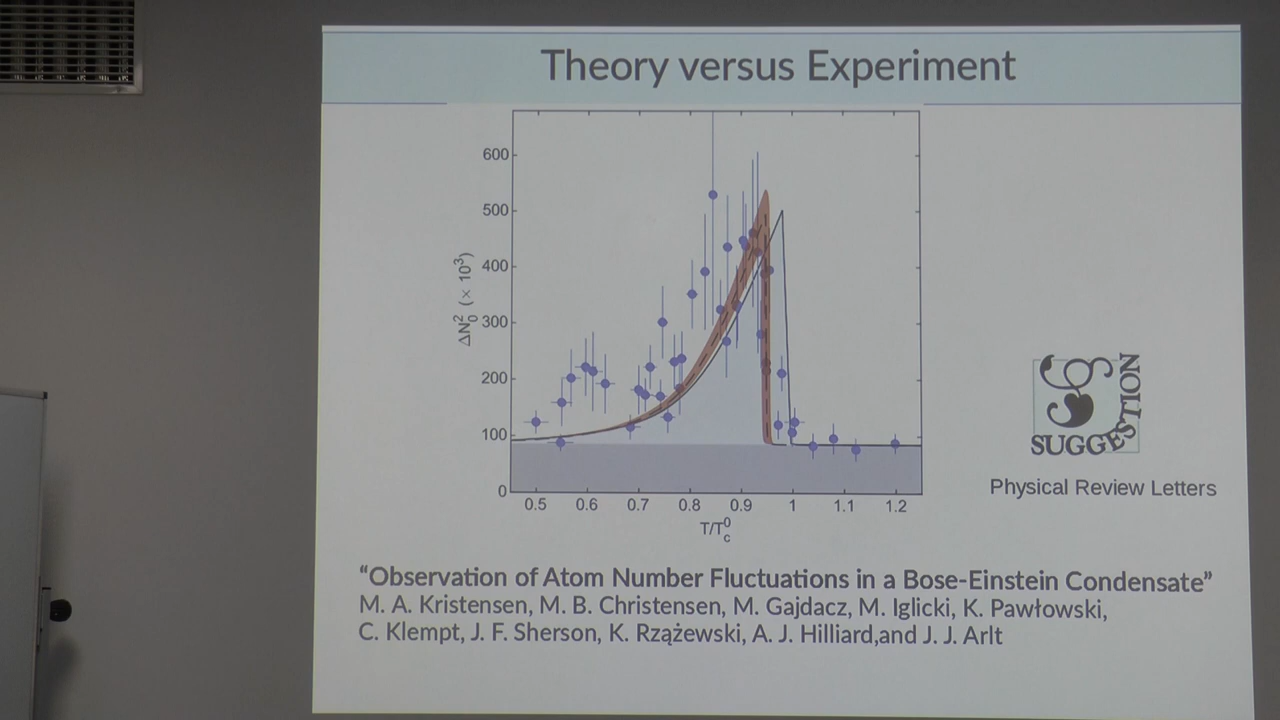 Theory versus Experiment
600
500
400
300
200
100
0
ΔN₀² (× 10³)
0.5 0.6 0.7 0.8 0.9 1 1.1 1.2
T/T_c^0
SUGGESTION
Physical Review Letters
“Observation of Atom Number Fluctuations in a Bose-Einstein Condensate”
M. A. Kristensen, M. B. Christensen, M. Gajdacz, M. Iglicki, K. Pawłowski,
C. Klempt, J. F. Sherson, K. Rzążewski, A. J. Hilliard,and J. J. Arlt